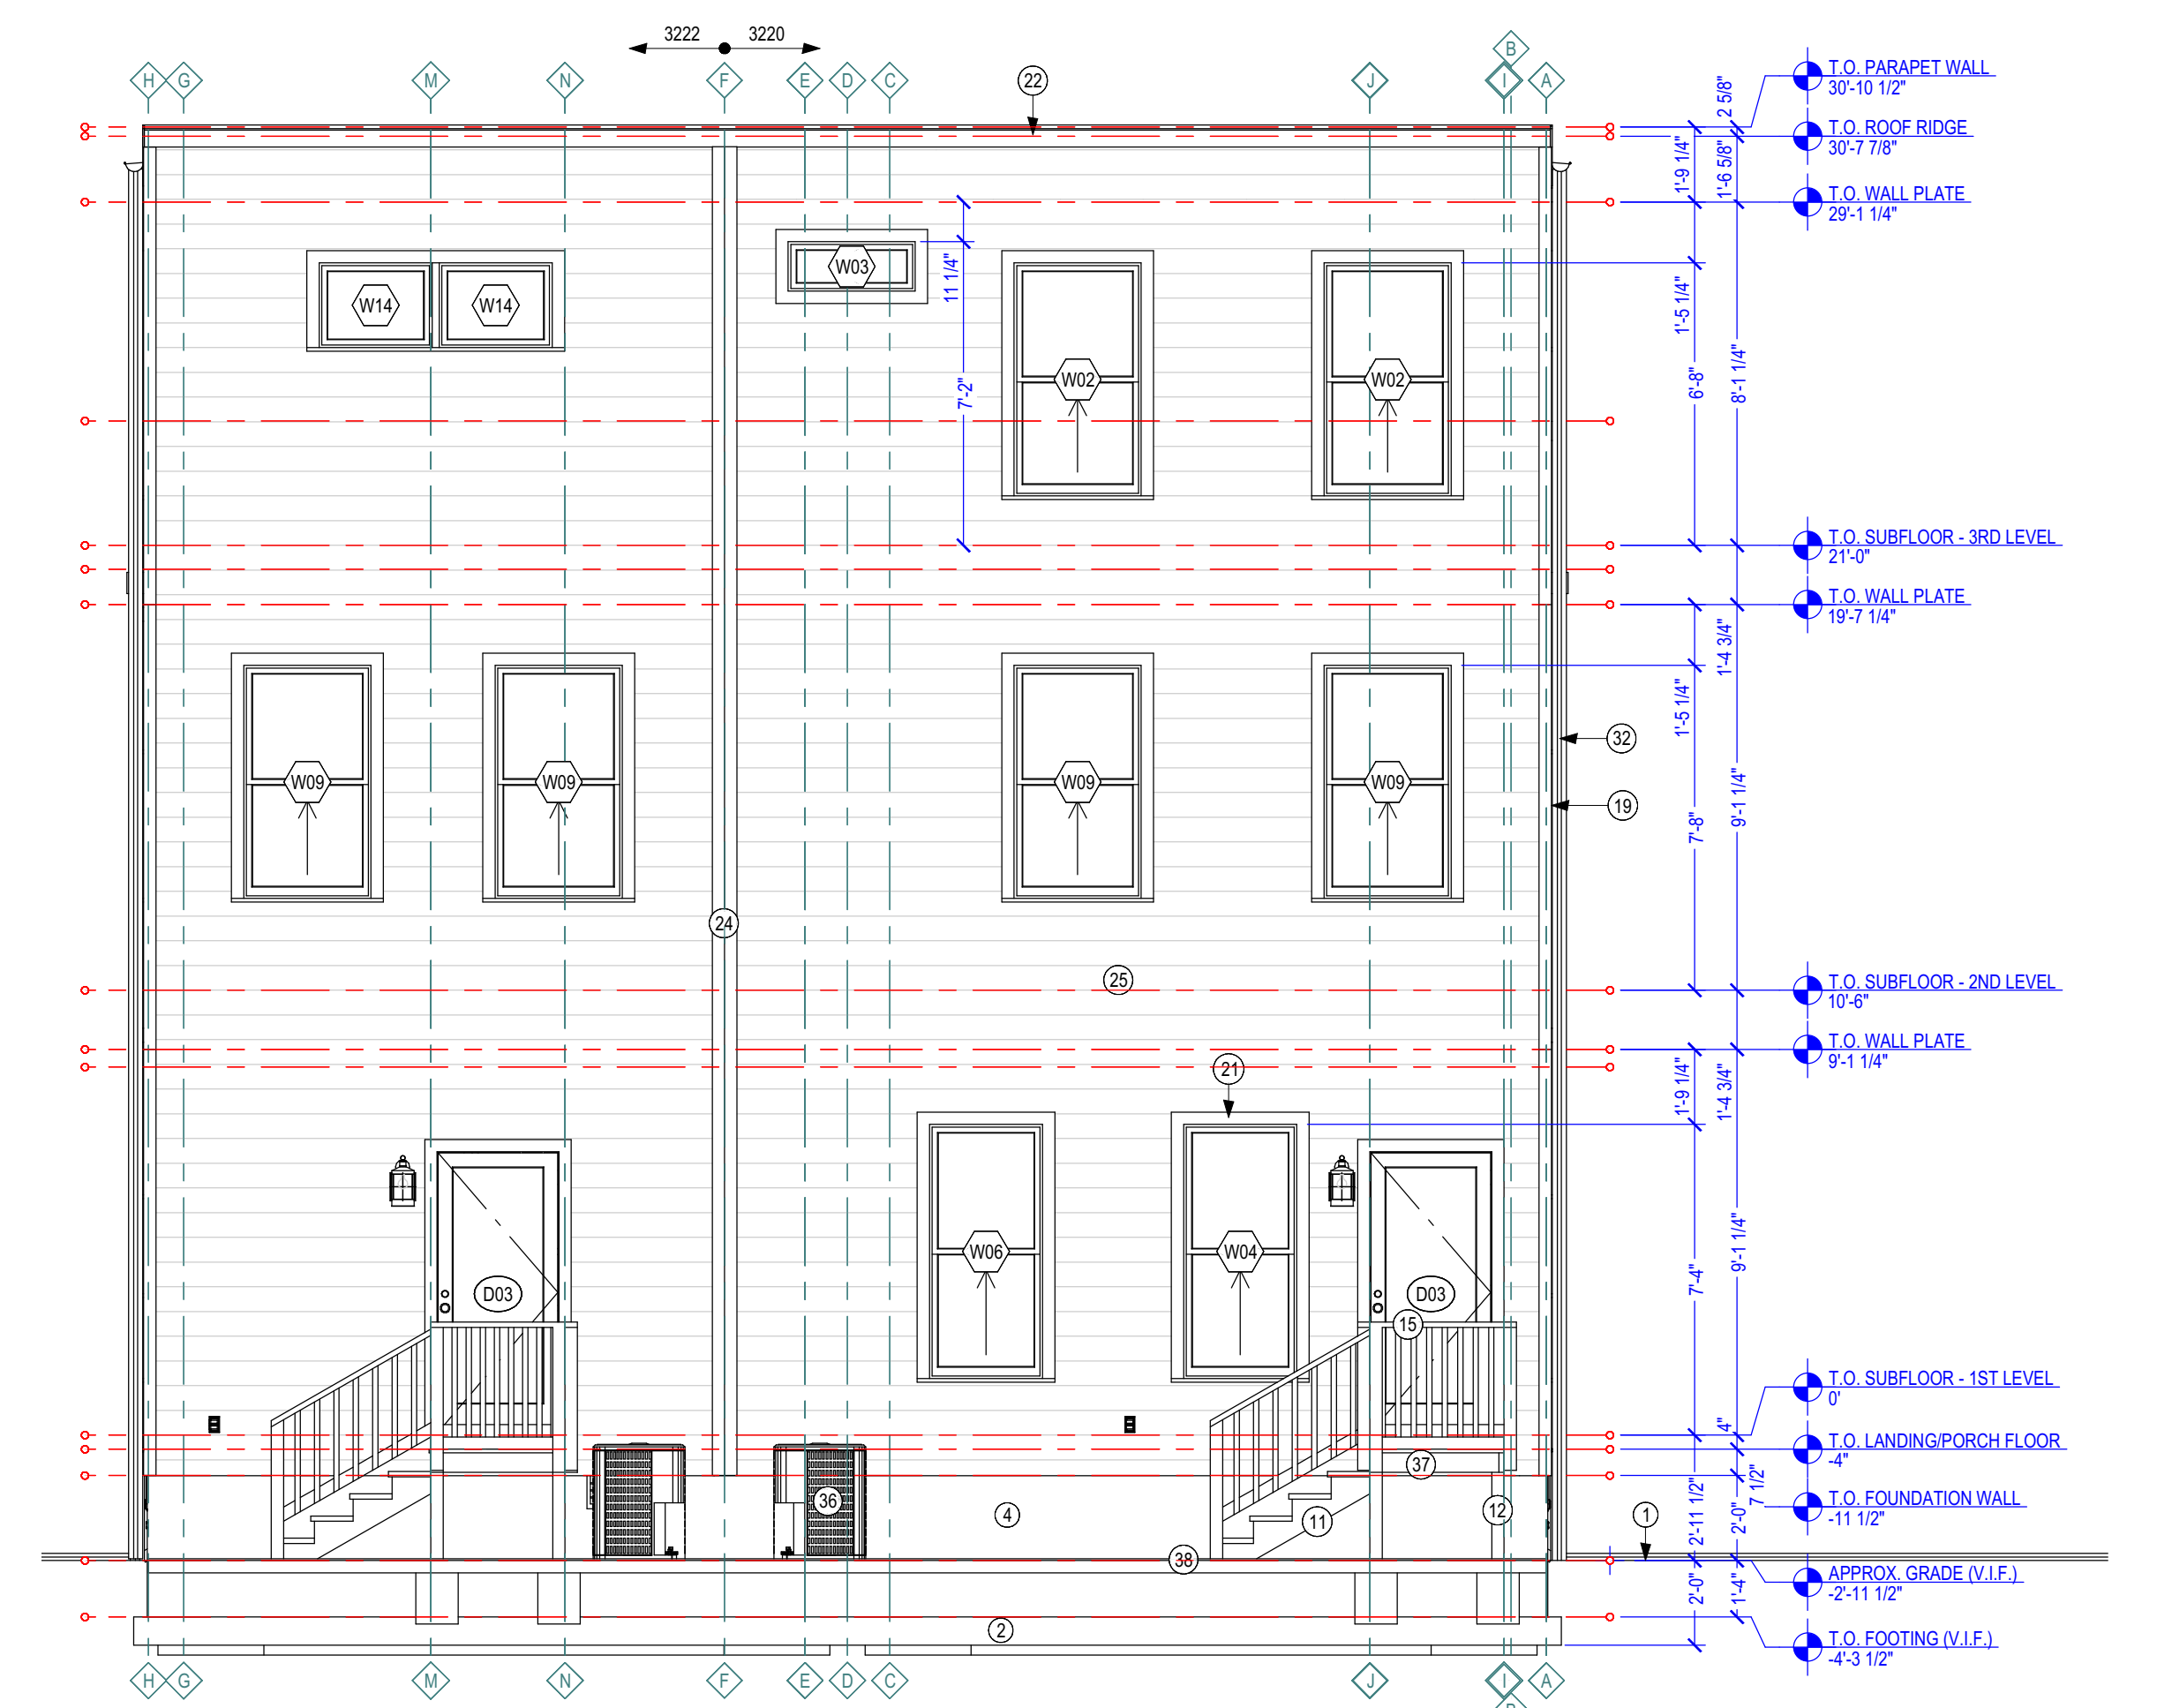 3222 3220
B
H G M N F E D C J I A
22
T.O. PARAPET WALL
30'-10 1/2"
2 5/8"
T.O. ROOF RIDGE
30'-7 7/8"
1'-9 1/4"
1'-6 5/8"
T.O. WALL PLATE
29'-1 1/4"
W14
W14
W03
11 1/4"
7'-2"
W02
W02
1'-5 1/4"
6'-8"
8'-1 1/4"
T.O. SUBFLOOR - 3RD LEVEL
21'-0"
T.O. WALL PLATE
19'-7 1/4"
1'-4 3/4"
1'-5 1/4"
32
19
W09
W09
W09
W09
7'-8"
9'-1 1/4"
24
25
T.O. SUBFLOOR - 2ND LEVEL
10'-6"
T.O. WALL PLATE
9'-1 1/4"
21
1'-9 1/4"
1'-4 3/4"
W06
W04
D03
D03
15
7'-4"
9'-1 1/4"
T.O. SUBFLOOR - 1ST LEVEL
0'
4"
T.O. LANDING/PORCH FLOOR
-4"
37
7 1/2"
T.O. FOUNDATION WALL
-11 1/2"
36
4
11
12
1
2'-11 1/2"
2'-0"
38
APPROX. GRADE (V.I.F.)
-2'-11 1/2"
2'-0"
1'-4"
2
T.O. FOOTING (V.I.F.)
-4'-3 1/2"
H G M N F E D C J I A